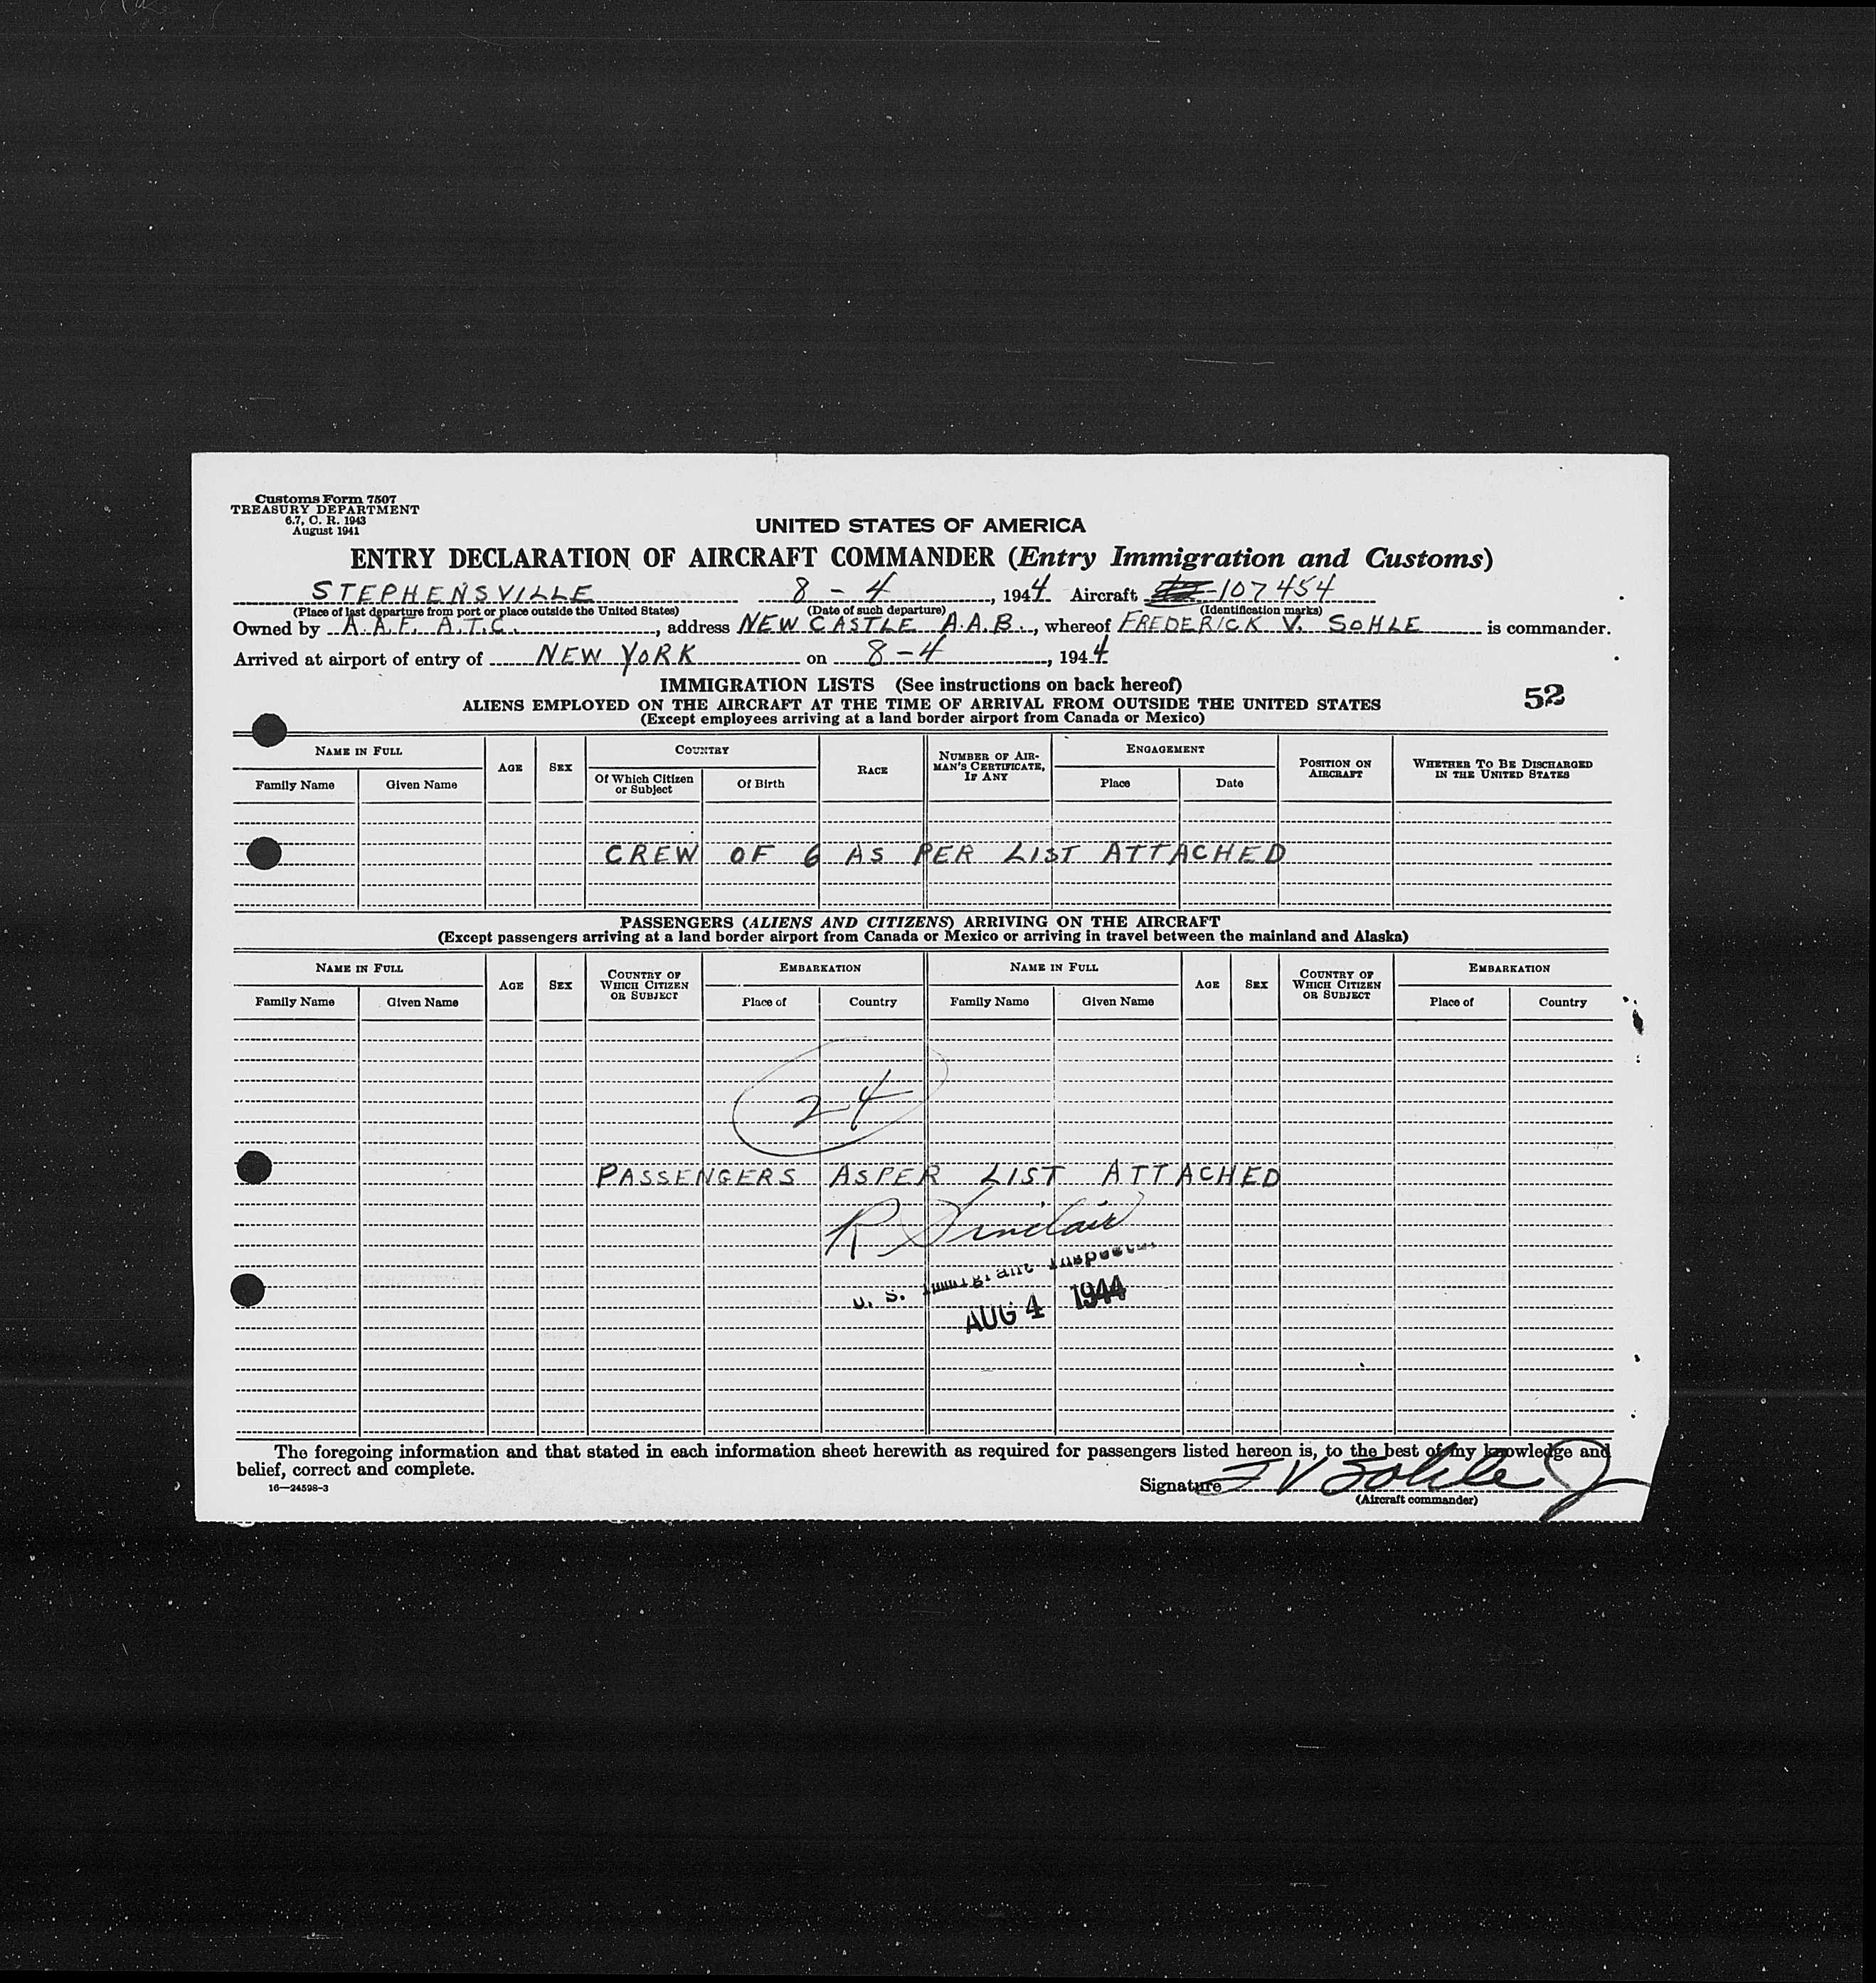 Customs Form 7507
TREASURY DEPARTMENT
6.7, C. R. 1943
August 1941
UNITED STATES OF AMERICA
ENTRY DECLARATION OF AIRCRAFT COMMANDER (Entry Immigration and Customs)
STEPHENSVILLE 8 - 4, 1944 Aircraft -107454
(Place of last departure from port or place outside the United States) (Date of such departure) (Identification marks)
Owned by A.A.F. A.T.C., address NEW CASTLE A.A.B., whereof FREDERICK V. SOHLE is commander.
Arrived at airport of entry of NEW YORK on 8-4, 1944
IMMIGRATION LISTS (See instructions on back hereof)
52
ALIENS EMPLOYED ON THE AIRCRAFT AT THE TIME OF ARRIVAL FROM OUTSIDE THE UNITED STATES
(Except employees arriving at a land border airport from Canada or Mexico)
NAME IN FULL AGE SEX COUNTRY RACE NUMBER OF AIRMAN'S CERTIFICATE, IF ANY ENGAGEMENT POSITION ON AIRCRAFT WHETHER TO BE DISCHARGED IN THE UNITED STATES
Family Name Given Name Of Which Citizen or Subject Of Birth Place Date
CREW OF 6 AS PER LIST ATTACHED
PASSENGERS (ALIENS AND CITIZENS) ARRIVING ON THE AIRCRAFT
(Except passengers arriving at a land border airport from Canada or Mexico or arriving in travel between the mainland and Alaska)
NAME IN FULL AGE SEX COUNTRY OF WHICH CITIZEN OR SUBJECT EMBARKATION NAME IN FULL AGE SEX COUNTRY OF WHICH CITIZEN OR SUBJECT EMBARKATION
Family Name Given Name Place of Country Family Name Given Name Place of Country
24
PASSENGERS AS PER LIST ATTACHED
R Sinclair
U. S. Immigrant Inspector
AUG 4 1944
The foregoing information and that stated in each information sheet herewith as required for passengers listed hereon is, to the best of my knowledge and
belief, correct and complete.
Signature F V Sohle Jr
16—24598-3
(Aircraft commander)